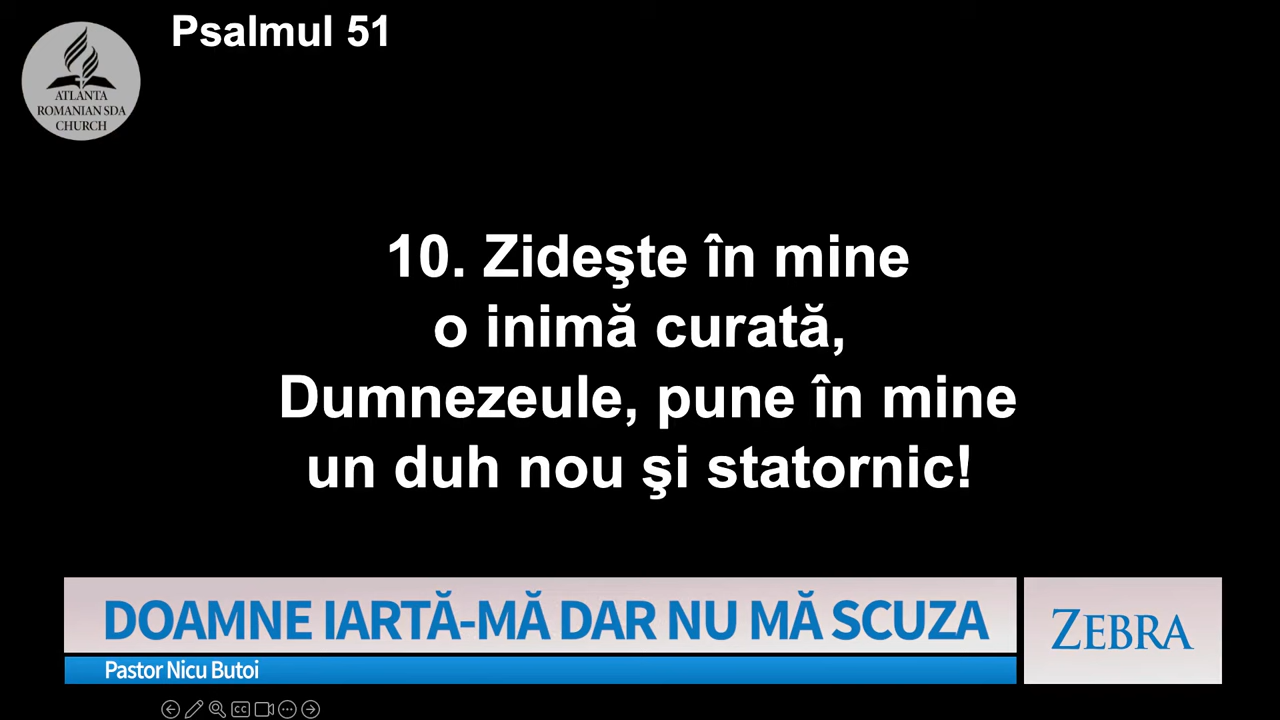 Psalmul 51
ATLANTA
ROMANIAN SDA
CHURCH
10. Zideşte în mine
o inimă curată,
Dumnezeule, pune în mine
un duh nou şi statornic!
DOAMNE IARTĂ-MĂ DAR NU MĂ SCUZA
ZEBRA
Pastor Nicu Butoi
CC